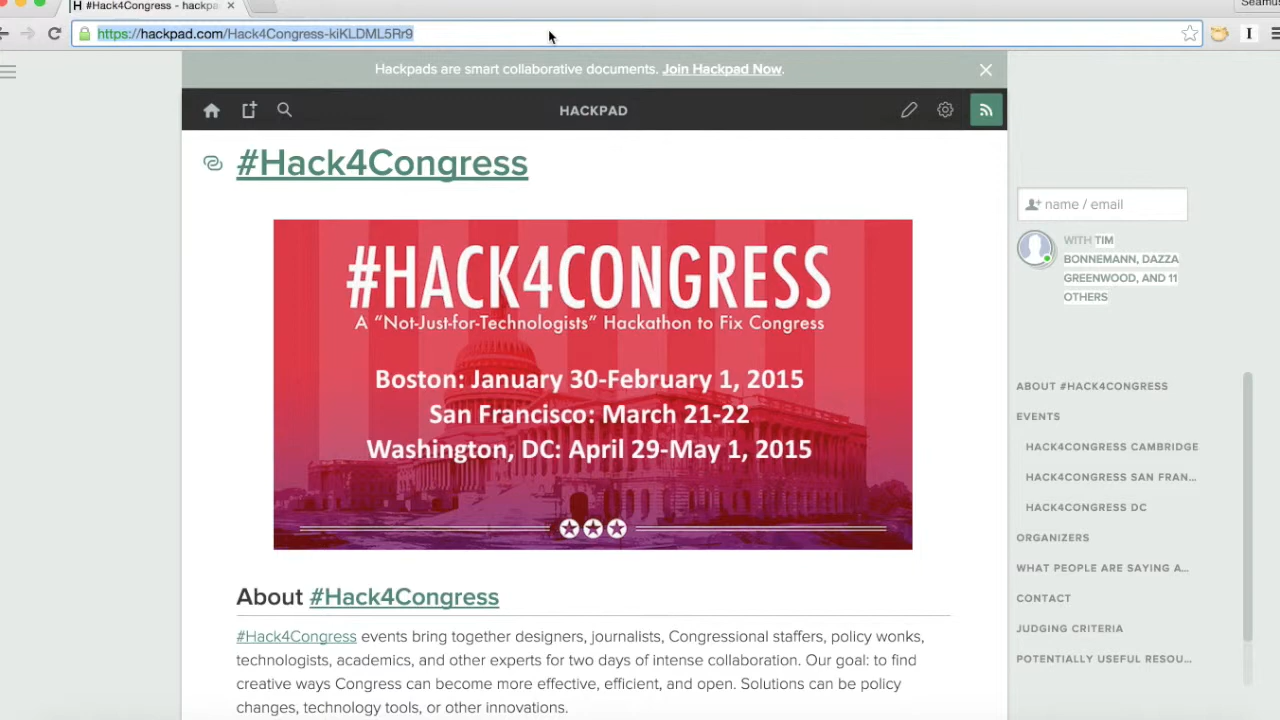 #Hack4Congress - hackpa
Seamus
https://hackpad.com/Hack4Congress-kiKLDML5Rr9
Hackpads are smart collaborative documents. Join Hackpad Now.
HACKPAD
#Hack4Congress
#HACK4CONGRESS
A “Not-Just-for-Technologists” Hackathon to Fix Congress
Boston: January 30-February 1, 2015
San Francisco: March 21-22
Washington, DC: April 29-May 1, 2015
About #Hack4Congress
#Hack4Congress events bring together designers, journalists, Congressional staffers, policy wonks,
technologists, academics, and other experts for two days of intense collaboration. Our goal: to find
creative ways Congress can become more effective, efficient, and open. Solutions can be policy
changes, technology tools, or other innovations.
name / email
WITH TIM
BONNEMANN, DAZZA
GREENWOOD, AND 11
OTHERS
ABOUT #HACK4CONGRESS
EVENTS
HACK4CONGRESS CAMBRIDGE
HACK4CONGRESS SAN FRAN...
HACK4CONGRESS DC
ORGANIZERS
WHAT PEOPLE ARE SAYING A...
CONTACT
JUDGING CRITERIA
POTENTIALLY USEFUL RESOU...